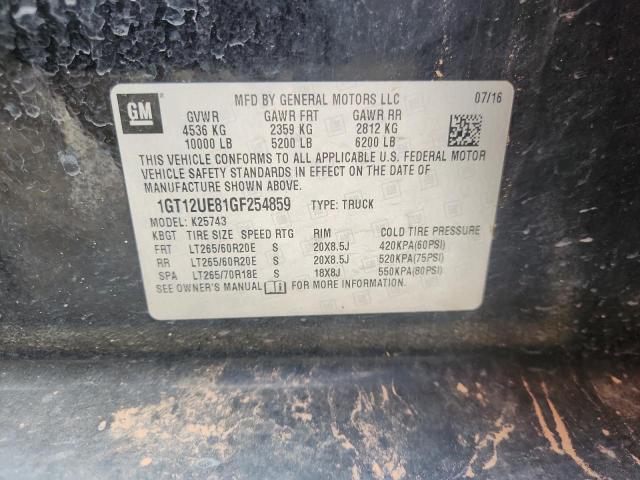 GM
MFD BY GENERAL MOTORS LLC 07/16
GVWR GAWR FRT GAWR RR
4536 KG 2359 KG 2812 KG
10000 LB 5200 LB 6200 LB
THIS VEHICLE CONFORMS TO ALL APPLICABLE U.S. FEDERAL MOTOR
VEHICLE SAFETY STANDARDS IN EFFECT ON THE DATE OF
MANUFACTURE SHOWN ABOVE.
1GT12UE81GF254859 TYPE: TRUCK
MODEL: K25743
KBGT TIRE SIZE SPEED RTG RIM COLD TIRE PRESSURE
FRT LT265/60R20E S 20X8.5J 420KPA(60PSI)
RR LT265/60R20E S 20X8.5J 520KPA(75PSI)
SPA LT265/70R18E S 18X8J 550KPA(80PSI)
SEE OWNER'S MANUAL FOR MORE INFORMATION.